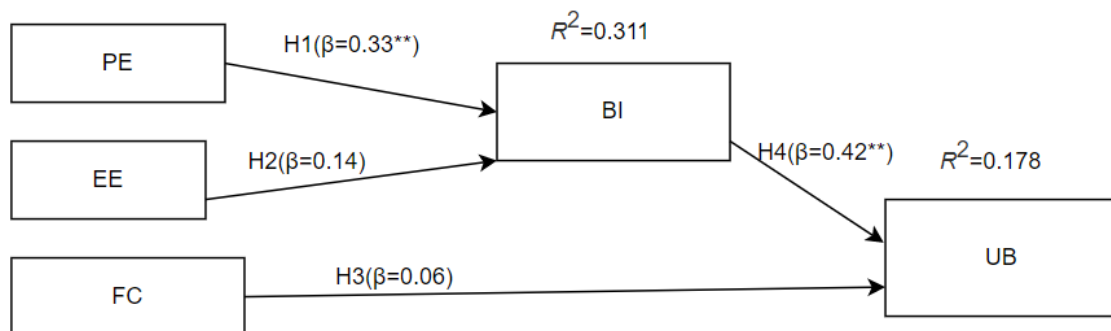 R²=0.311
H1(β=0.33**)
PE
BI
H2(β=0.14)
H4(β=0.42**)
R²=0.178
EE
UB
H3(β=0.06)
FC